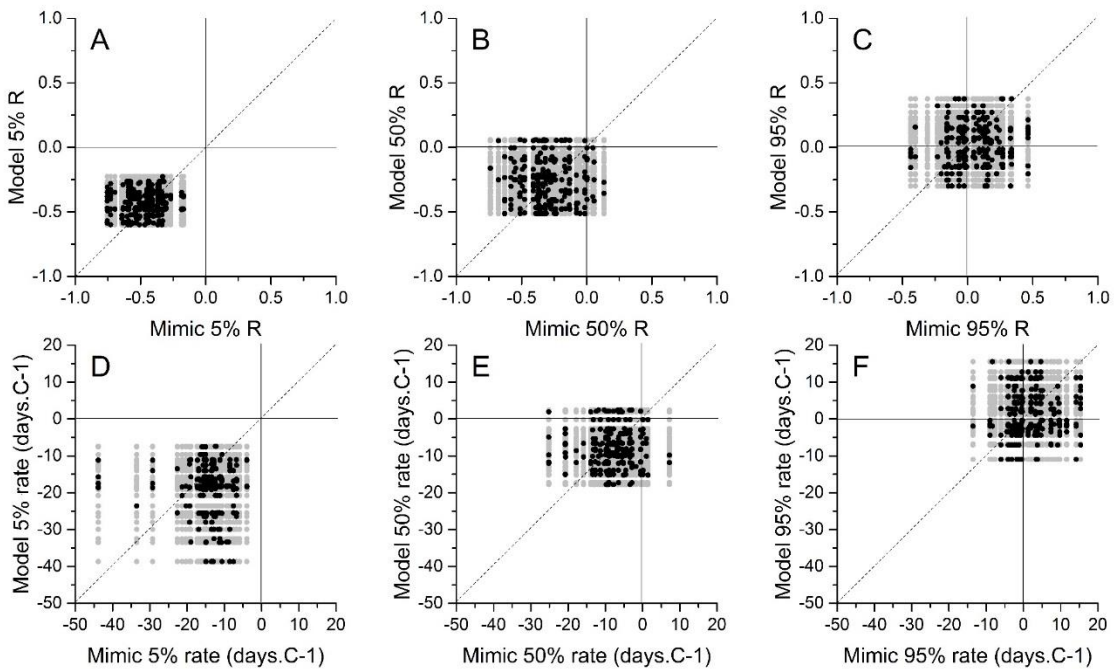 A
B
C
1.0
0.5
0.0
-0.5
-1.0
Model 5% R
-1.0 -0.5 0.0 0.5 1.0
Mimic 5% R
1.0
0.5
0.0
-0.5
-1.0
Model 50% R
-1.0 -0.5 0.0 0.5 1.0
Mimic 50% R
1.0
0.5
0.0
-0.5
-1.0
Model 95% R
-1.0 -0.5 0.0 0.5 1.0
Mimic 95% R
D
E
F
20
10
0
-10
-20
-30
-40
-50
Model 5% rate (days.C-1)
-50 -40 -30 -20 -10 0 10 20
Mimic 5% rate (days.C-1)
20
10
0
-10
-20
-30
-40
-50
Model 50% rate (days.C-1)
-50 -40 -30 -20 -10 0 10 20
Mimic 50% rate (days.C-1)
20
10
0
-10
-20
-30
-40
-50
Model 95% rate (days.C-1)
-50 -40 -30 -20 -10 0 10 20
Mimic 95% rate (days.C-1)